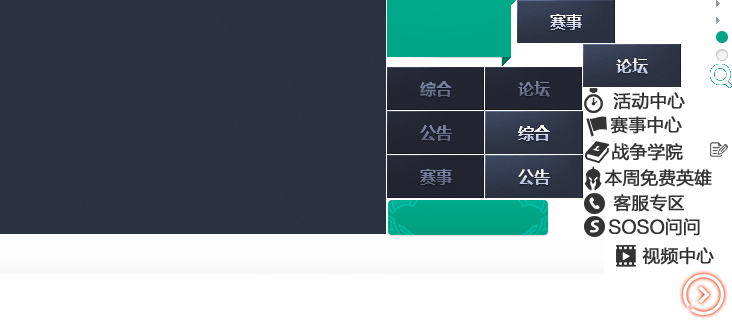 赛事
论坛
综合
论坛
公告
综合
赛事
公告
活动中心
赛事中心
战争学院
本周免费英雄
客服专区
SOSO问问
视频中心